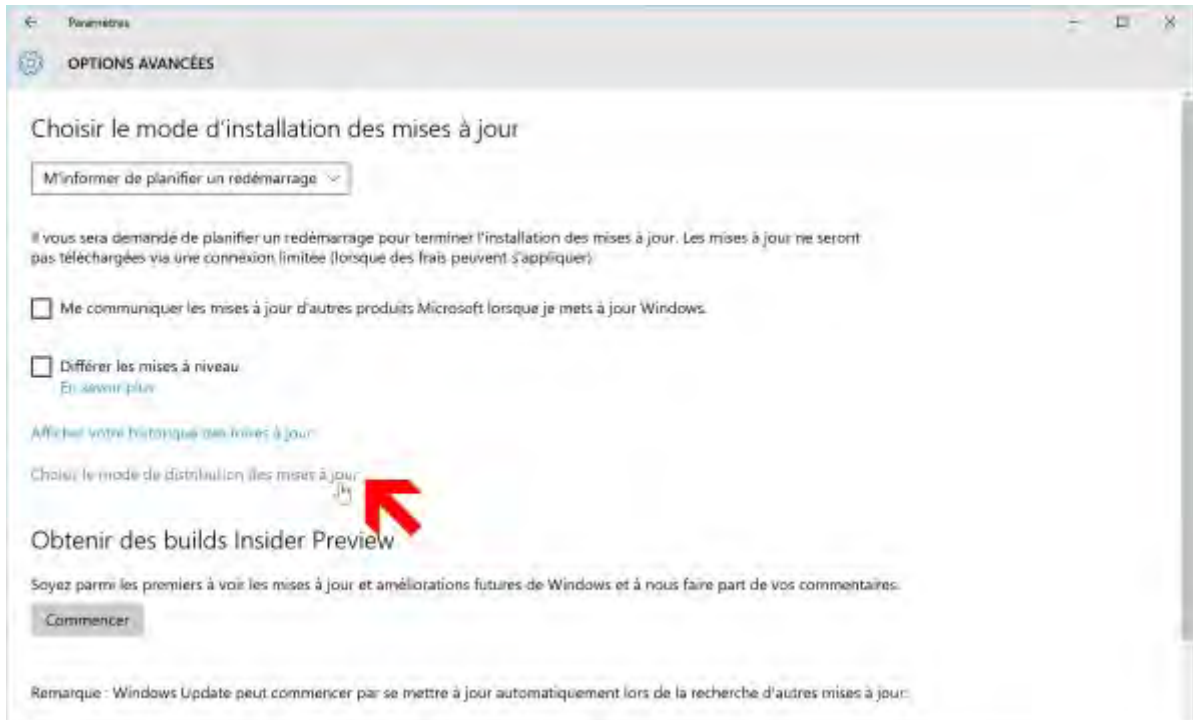 Paramètres
OPTIONS AVANCÉES
Choisir le mode d'installation des mises à jour
M'informer de planifier un redémarrage
Il vous sera demandé de planifier un redémarrage pour terminer l'installation des mises à jour. Les mises à jour ne seront
pas téléchargées via une connexion limitée (lorsque des frais peuvent s'appliquer)
Me communiquer les mises à jour d'autres produits Microsoft lorsque je mets à jour Windows.
Différer les mises à niveau
En savoir plus
Afficher votre historique des mises à jour
Choisir le mode de distribution des mises à jour
Obtenir des builds Insider Preview
Soyez parmi les premiers à voir les mises à jour et améliorations futures de Windows et à nous faire part de vos commentaires.
Commencer
Remarque : Windows Update peut commencer par se mettre à jour automatiquement lors de la recherche d'autres mises à jour.